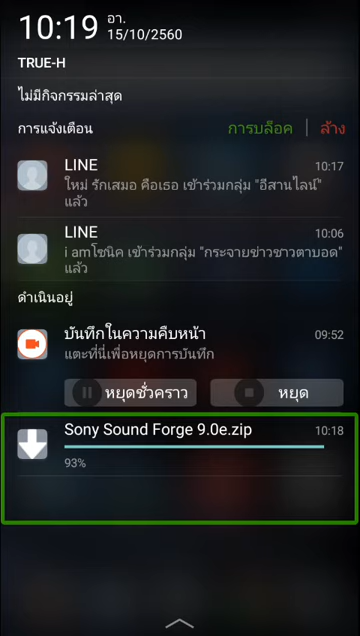 10:19 อา.
15/10/2560
TRUE-H
ไม่มีกิจกรรมล่าสุด
การแจ้งเตือน การบล็อค | ล้าง
LINE 10:17
ใหม่ รักเสมอ คือเธอ เข้าร่วมกลุ่ม "อีสานไลน์"
แล้ว
LINE 10:06
i amโซนิค เข้าร่วมกลุ่ม "กระจายข่าวชาวตาบอด"
แล้ว
ดำเนินอยู่
บันทึกในความคืบหน้า 09:52
แตะที่นี่เพื่อหยุดการบันทึก
หยุดชั่วคราว หยุด
Sony Sound Forge 9.0e.zip 10:18
93%